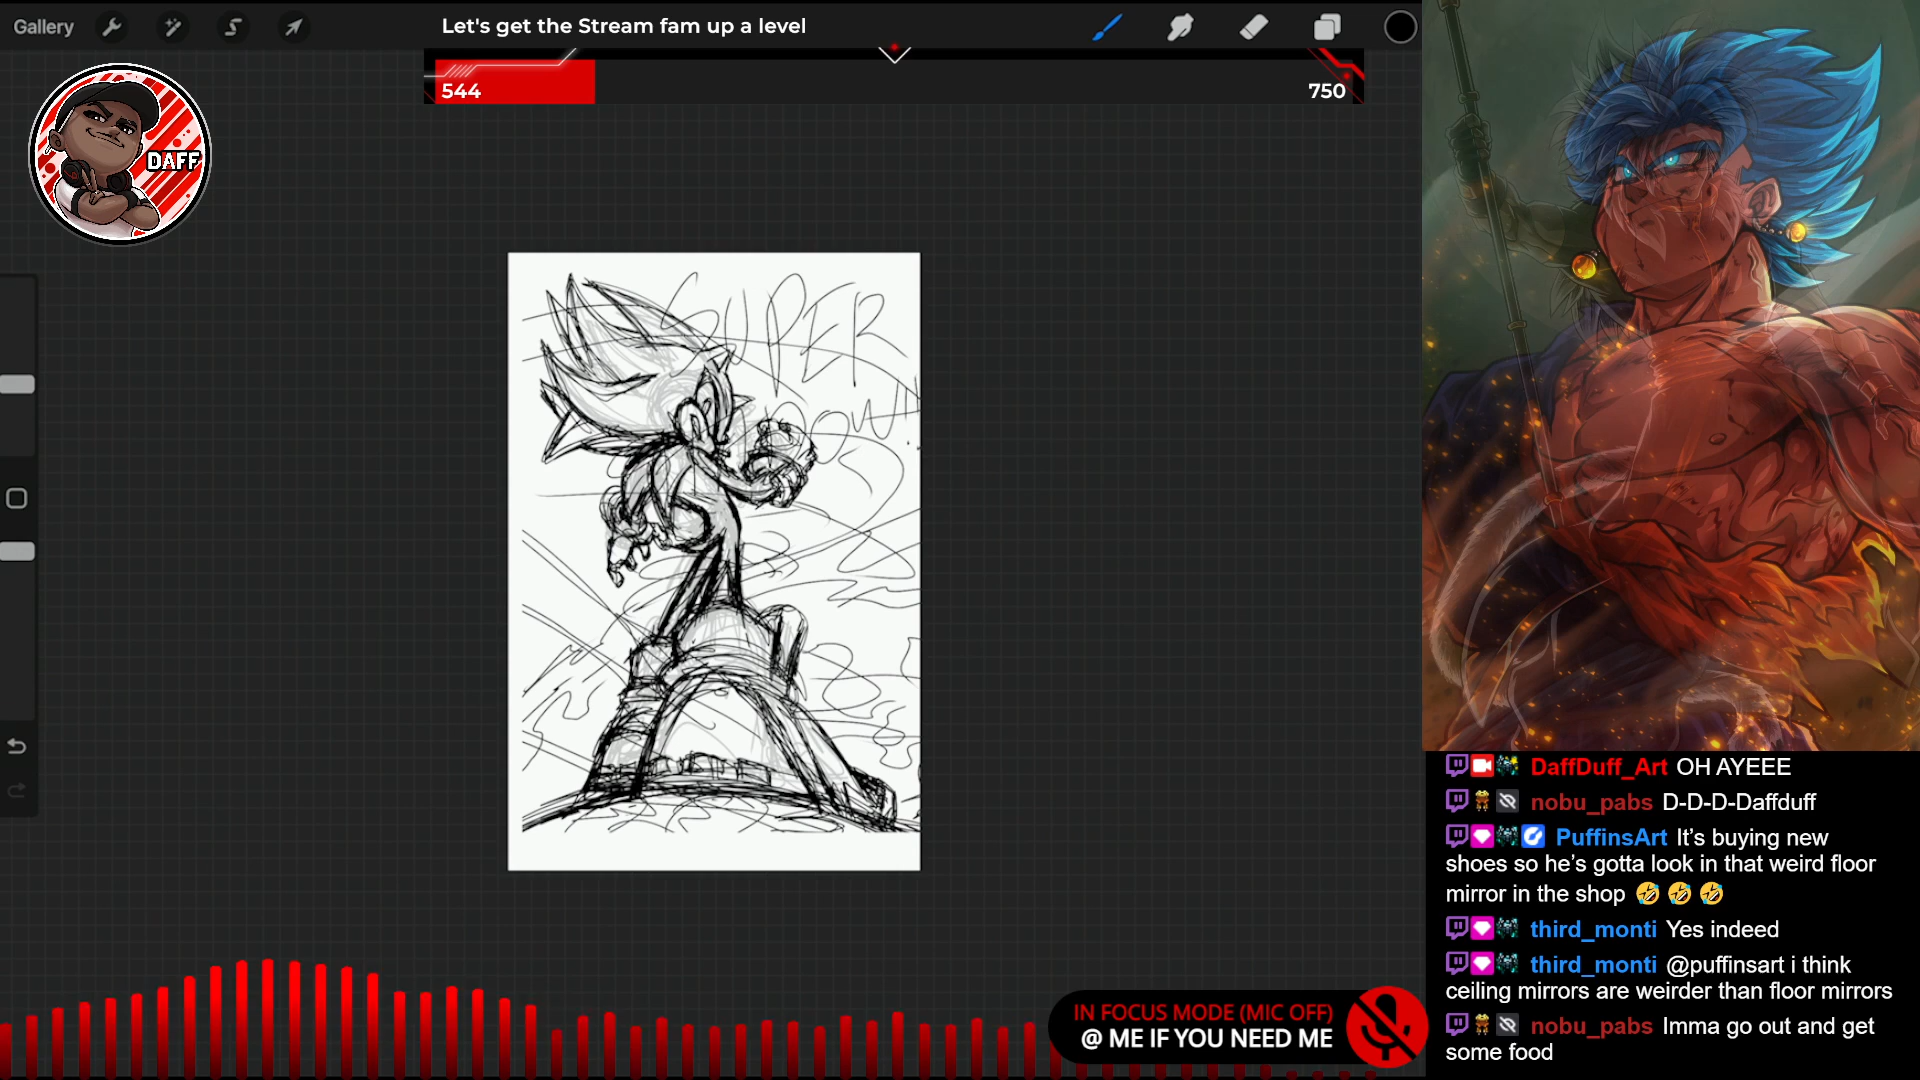 Gallery
Let's get the Stream fam up a level
544
750
DAFF
SUPER
IN FOCUS MODE (MIC OFF)
@ ME IF YOU NEED ME
DaffDuff_Art OH AYEEE
nobu_pabs D-D-D-Daffduff
PuffinsArt It’s buying new
shoes so he’s gotta look in that weird floor
mirror in the shop 🤣 🤣 🤣
third_monti Yes indeed
third_monti @puffinsart i think
ceiling mirrors are weirder than floor mirrors
nobu_pabs Imma go out and get
some food